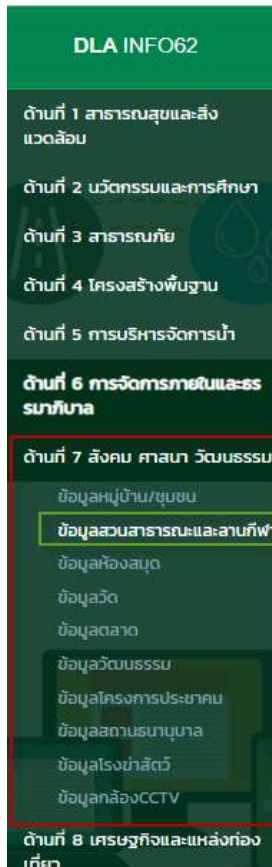 DLA INFO62
ด้านที่ 1 สาธารณสุขและสิ่ง
แวดล้อม
ด้านที่ 2 นวัตกรรมและการศึกษา
ด้านที่ 3 สาธารณภัย
ด้านที่ 4 โครงสร้างพื้นฐาน
ด้านที่ 5 การบริหารจัดการน้ำ
ด้านที่ 6 การจัดการภายในและธร
รมาภิบาล
ด้านที่ 7 สังคม ศาสนา วัฒนธรรม
ข้อมูลหมู่บ้าน/ชุมชน
ข้อมูลสวนสาธารณะและลานกีฬา
ข้อมูลห้องสมุด
ข้อมูลวัด
ข้อมูลตลาด
ข้อมูลวัฒนธรรม
ข้อมูลโครงการประชาคม
ข้อมูลสถานธนานุบาล
ข้อมูลโรงฆ่าสัตว์
ข้อมูลกล้องCCTV
ด้านที่ 8 เศรษฐกิจและแหล่งท่อง
เที่ยว